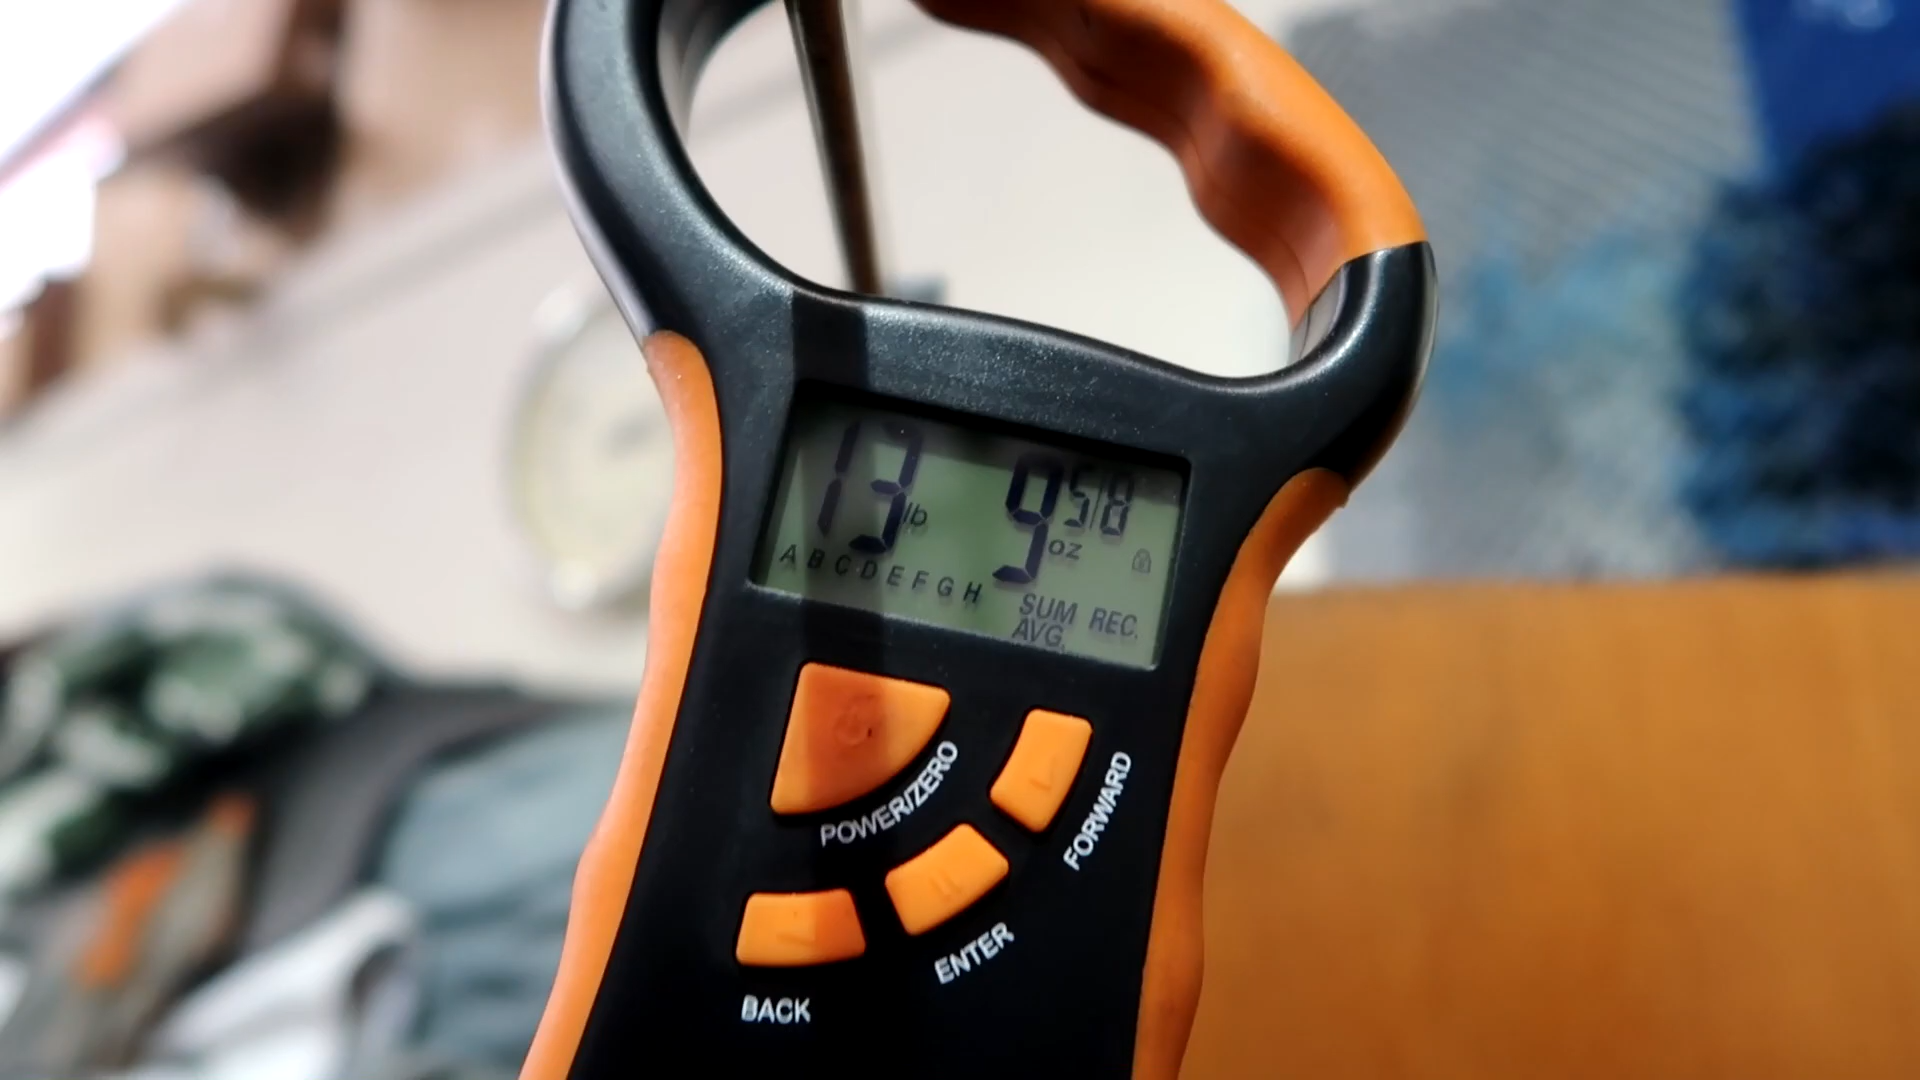 13 lb 9 5/8 oz
A B C D E F G H
SUM REC.
AVG.
POWER/ZERO
FORWARD
ENTER
BACK